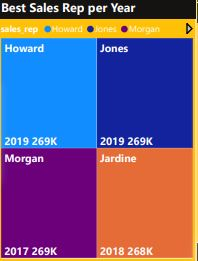 Best Sales Rep per Year
sales_rep Howard Jones Morgan
Howard
Jones
2019 269K
2019 269K
Morgan
Jardine
2017 269K
2018 268K